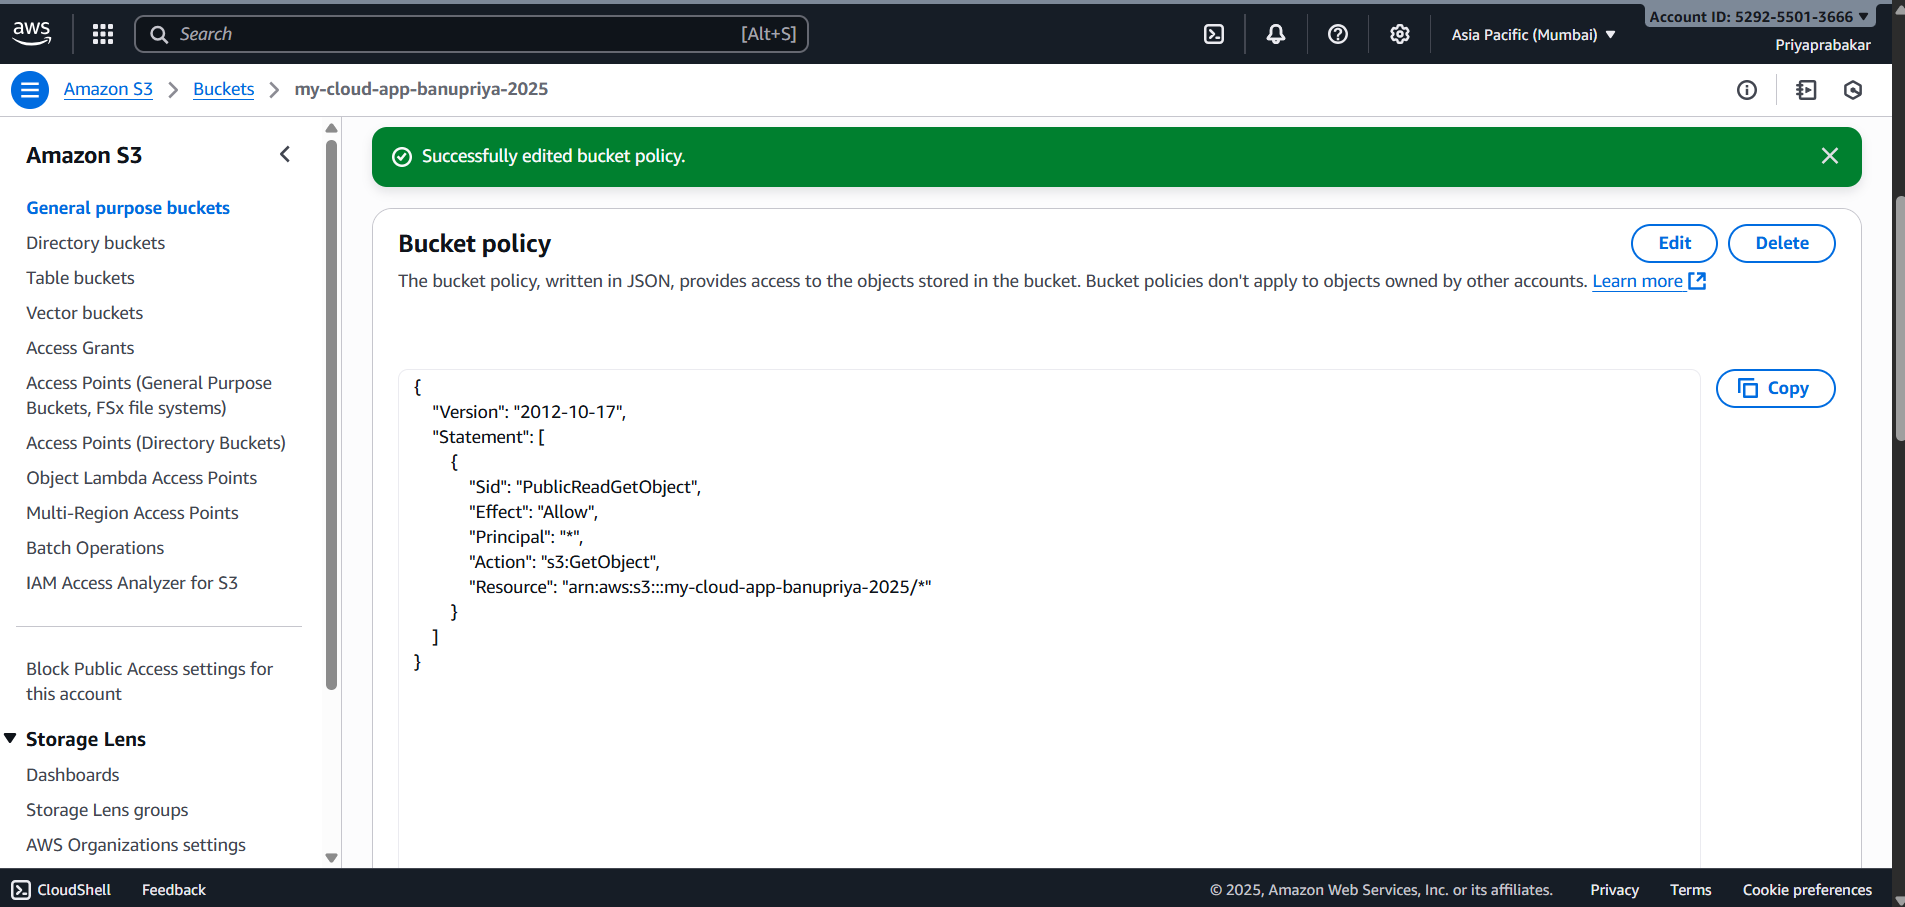 aws
Search
[Alt+S]
Asia Pacific (Mumbai)
Account ID: 5292-5501-3666
Priyaprabakar
Amazon S3
Buckets
my-cloud-app-banupriya-2025
Amazon S3
General purpose buckets
Directory buckets
Table buckets
Vector buckets
Access Grants
Access Points (General Purpose
Buckets, FSx file systems)
Access Points (Directory Buckets)
Object Lambda Access Points
Multi-Region Access Points
Batch Operations
IAM Access Analyzer for S3
Block Public Access settings for
this account
Storage Lens
Dashboards
Storage Lens groups
AWS Organizations settings
Successfully edited bucket policy.
Bucket policy
Edit
Delete
The bucket policy, written in JSON, provides access to the objects stored in the bucket. Bucket policies don't apply to objects owned by other accounts. Learn more
Copy
{
"Version": "2012-10-17",
"Statement": [
{
"Sid": "PublicReadGetObject",
"Effect": "Allow",
"Principal": "*",
"Action": "s3:GetObject",
"Resource": "arn:aws:s3:::my-cloud-app-banupriya-2025/*"
}
]
}
CloudShell
Feedback
© 2025, Amazon Web Services, Inc. or its affiliates.
Privacy
Terms
Cookie preferences